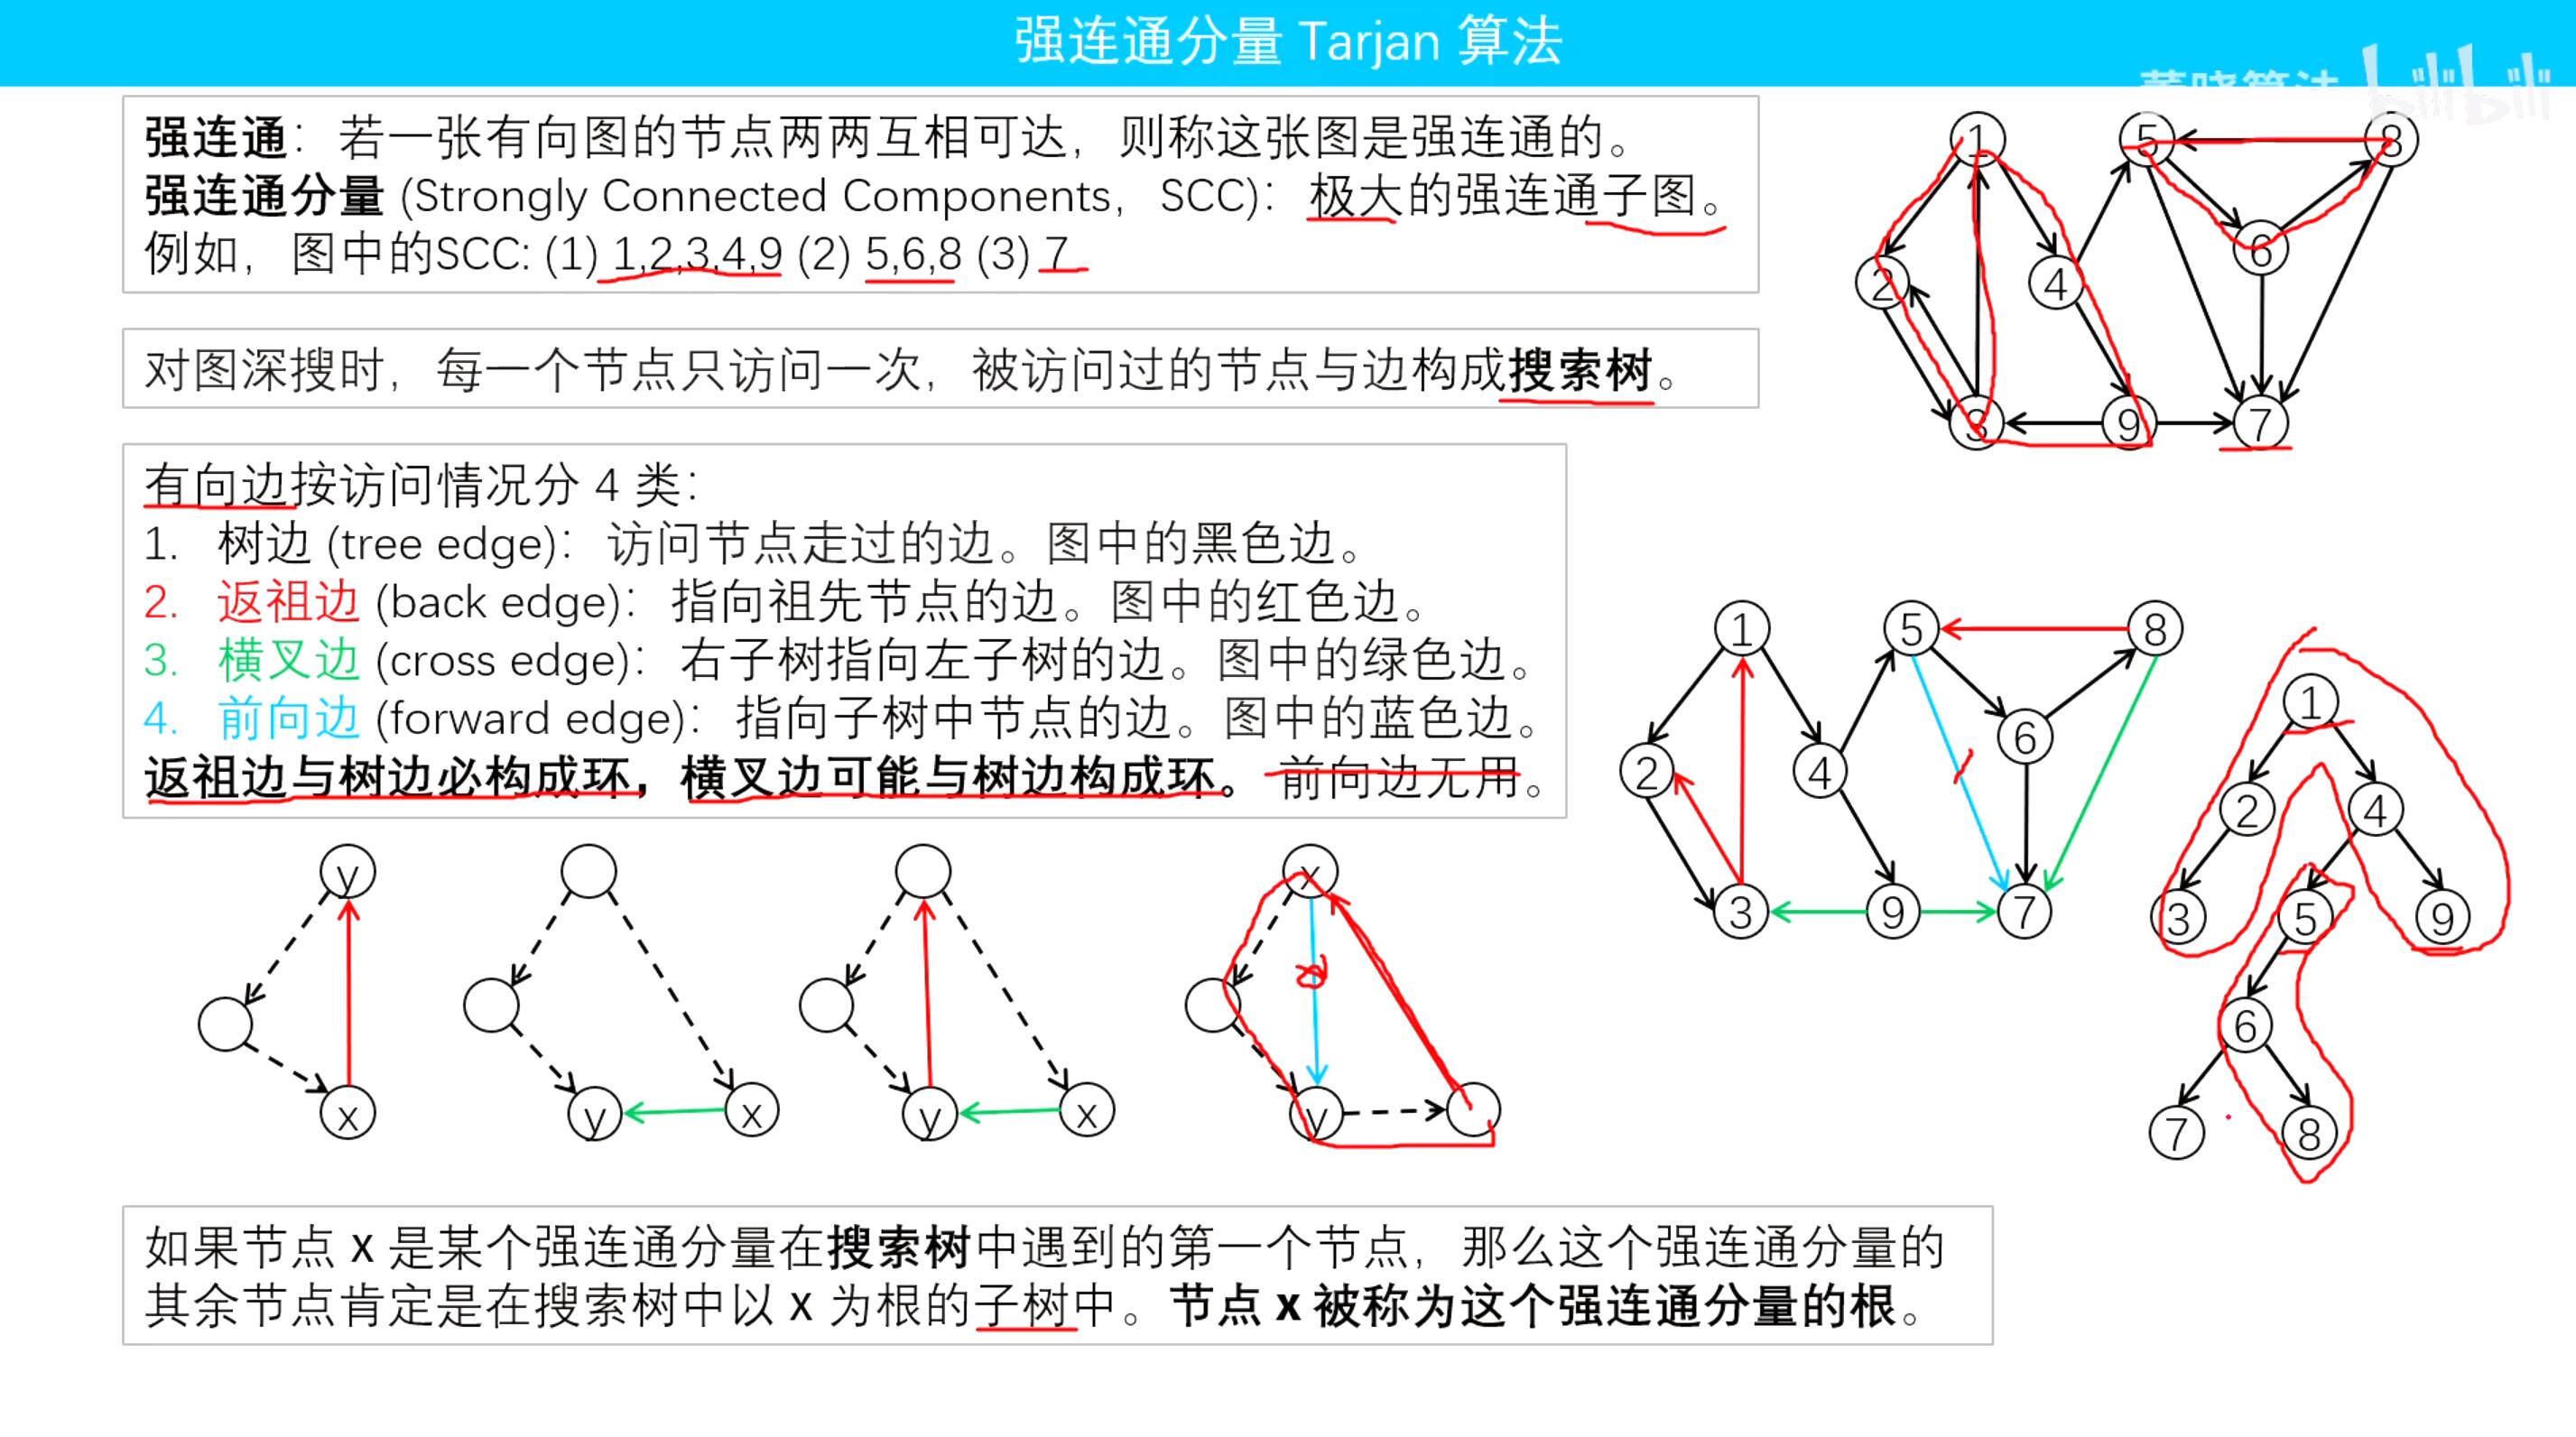 强连通分量 Tarjan 算法
董晓算法 bilibili
强连通：若一张有向图的节点两两互相可达，则称这张图是强连通的。
强连通分量 (Strongly Connected Components，SCC)：极大的强连通子图。
例如，图中的SCC: (1) 1,2,3,4,9 (2) 5,6,8 (3) 7
对图深搜时，每一个节点只访问一次，被访问过的节点与边构成搜索树。
有向边按访问情况分 4 类：
1. 树边 (tree edge)：访问节点走过的边。图中的黑色边。
2. 返祖边 (back edge)：指向祖先节点的边。图中的红色边。
3. 横叉边 (cross edge)：右子树指向左子树的边。图中的绿色边。
4. 前向边 (forward edge)：指向子树中节点的边。图中的蓝色边。
返祖边与树边必构成环，横叉边可能与树边构成环。前向边无用。
1 5 8
6
2 4
3 9 7
1 5 8
6
2 4
3 9 7
1
2 4
3 5 9
6
7 8
y
x
y x
y x
x
y
如果节点 x 是某个强连通分量在搜索树中遇到的第一个节点，那么这个强连通分量的
其余节点肯定是在搜索树中以 x 为根的子树中。节点 x 被称为这个强连通分量的根。